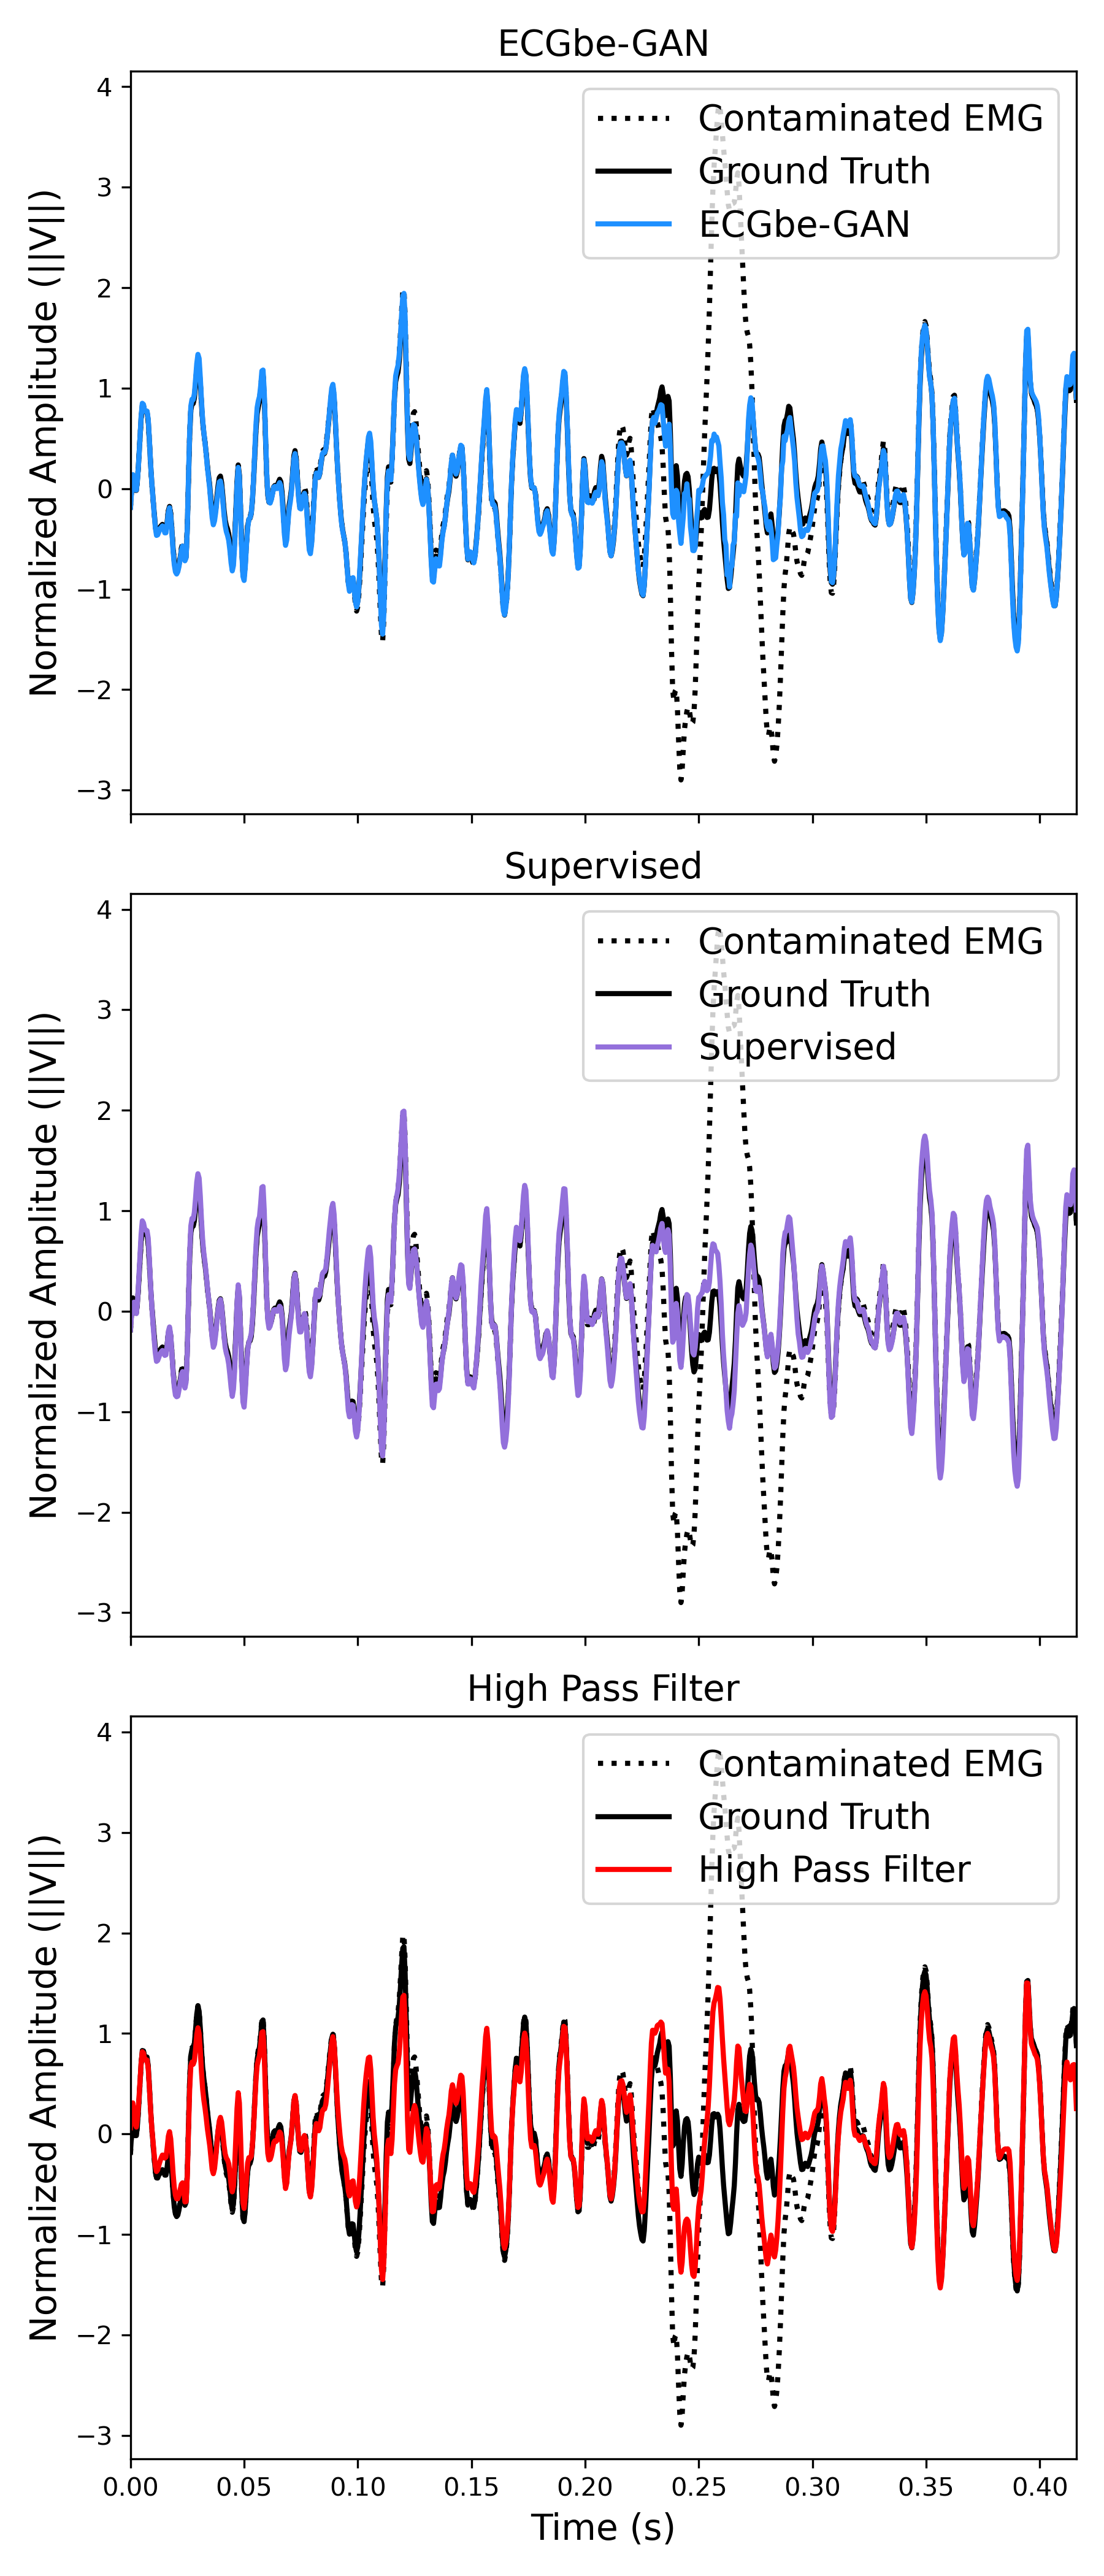 ECGbe-GAN
Normalized Amplitude (||V||)
4
3
2
1
0
−1
−2
−3
Contaminated EMG
Ground Truth
ECGbe-GAN
Supervised
Normalized Amplitude (||V||)
4
3
2
1
0
−1
−2
−3
Contaminated EMG
Ground Truth
Supervised
High Pass Filter
Normalized Amplitude (||V||)
4
3
2
1
0
−1
−2
−3
Contaminated EMG
Ground Truth
High Pass Filter
0.00 0.05 0.10 0.15 0.20 0.25 0.30 0.35 0.40
Time (s)